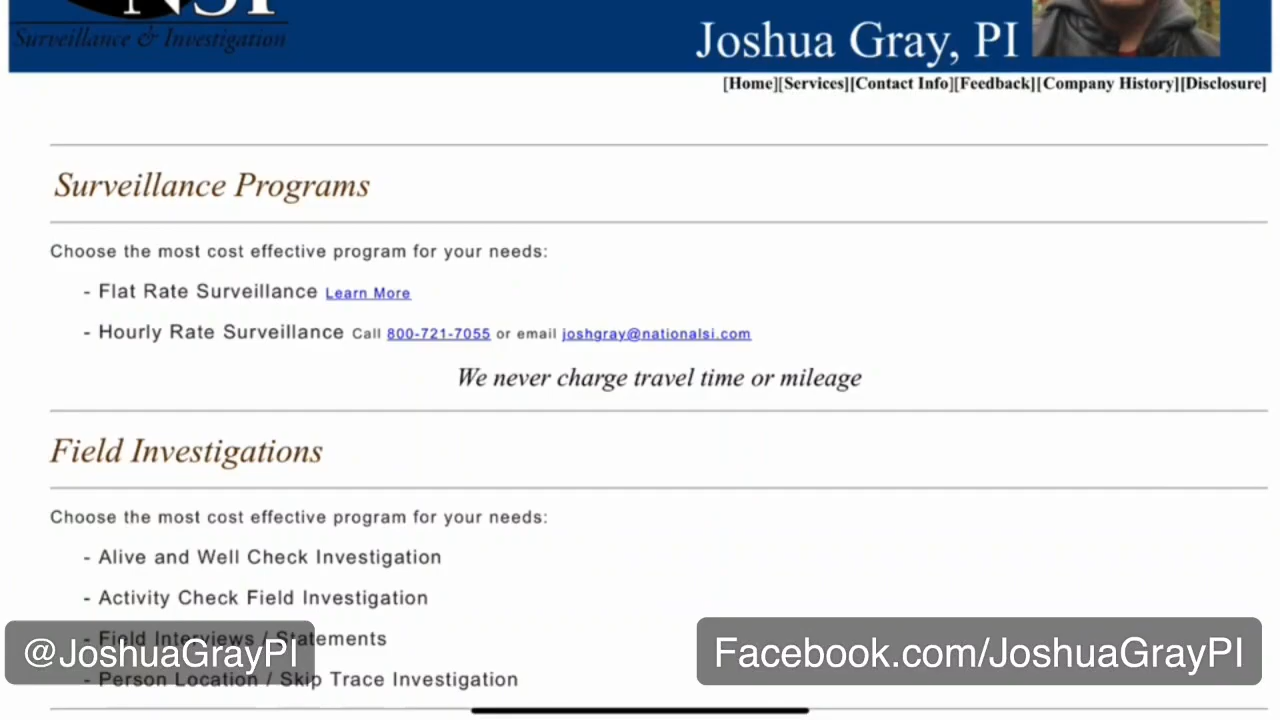 NSI
Surveillance & Investigation
Joshua Gray, PI
[Home][Services][Contact Info][Feedback][Company History][Disclosure]
Surveillance Programs
Choose the most cost effective program for your needs:
- Flat Rate Surveillance Learn More
- Hourly Rate Surveillance Call 800-721-7055 or email joshgray@nationalsi.com
We never charge travel time or mileage
Field Investigations
Choose the most cost effective program for your needs:
- Alive and Well Check Investigation
- Activity Check Field Investigation
- Field Interviews / Statements
@JoshuaGrayPI
Facebook.com/JoshuaGrayPI
- Person Location / Skip Trace Investigation